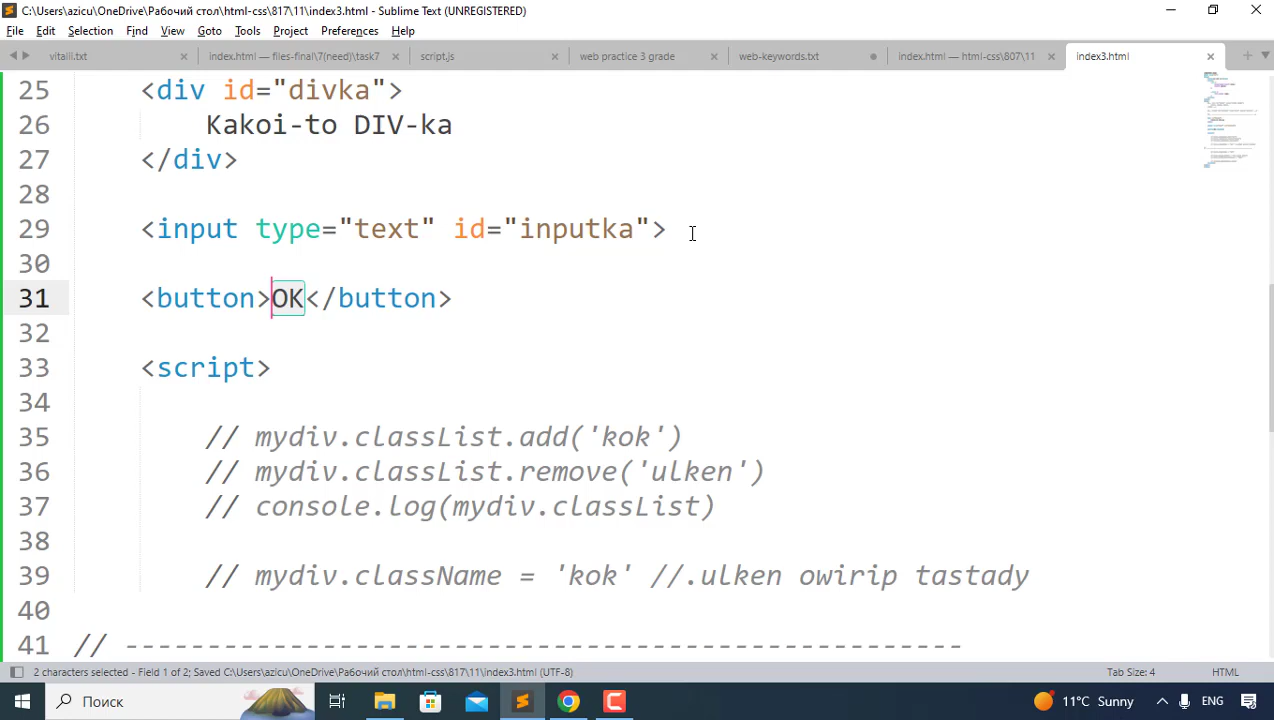 C:\Users\azicu\OneDrive\Рабочий стол\html-css\817\11\index3.html - Sublime Text (UNREGISTERED)
File Edit Selection Find View Goto Tools Project Preferences Help
vitalii.txt index.html — files-final\7(need)\task7 script.js web practice 3 grade web-keywords.txt index.html — html-css\807\11 index3.html
25 <div id="divka">
26 Kakoi-to DIV-ka
27 </div>
28
29 <input type="text" id="inputka">
30
31 <button>OK</button>
32
33 <script>
34
35 // mydiv.classList.add('kok')
36 // mydiv.classList.remove('ulken')
37 // console.log(mydiv.classList)
38
39 // mydiv.className = 'kok' //.ulken owirip tastady
40
41 // ---------------------------------------------------
2 characters selected - Field 1 of 2; Saved C:\Users\azicu\OneDrive\Рабочий стол\html-css\817\11\index3.html (UTF-8) Tab Size: 4 HTML
Поиск 11°C Sunny ENG